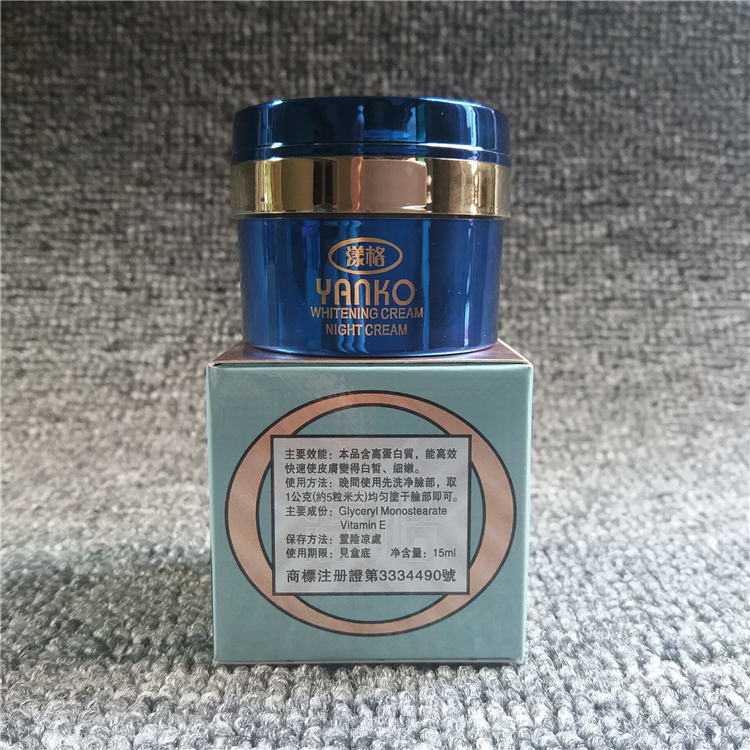 漾格
YANKO
WHITENING CREAM
NIGHT CREAM
主要效能：本品含高蛋白質，能高效
快速使皮膚變得白皙、細嫩。
使用方法：晚間使用先洗净臉部，取
1公克(約5粒米大)均匀塗于臉部即可。
主要成份：Glyceryl Monostearate
Vitamin E
保存方法：置陰凉處
使用期限：見盒底 净含量：15ml
商標注册證第3334490號